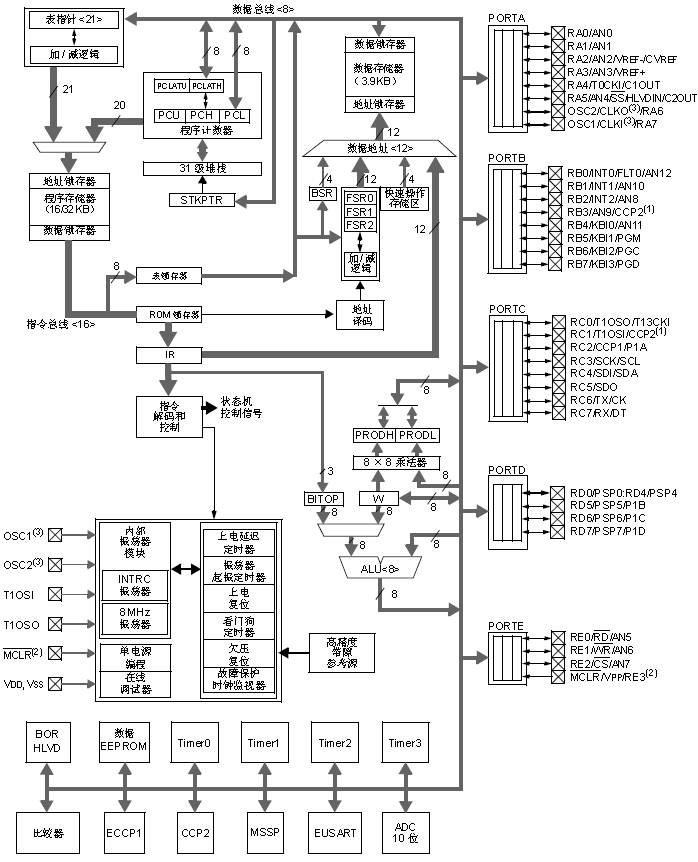 数据总线 <8>
表指针 <21>
加 / 减逻辑
21
20
8
8
PCLATU
PCLATH
PCU
PCH
PCL
程序计数器
31 级堆栈
STKPTR
数据锁存器
数据存储器
(3.9KB)
地址锁存器
12
数据地址 <12>
4
12
4
BSR
FSR0
FSR1
FSR2
快速操作
存储区
加/减
逻辑
12
地址锁存器
程序存储器
(16/32 KB)
数据锁存器
8
表锁存器
指令总线 <16>
ROM 锁存器
地址
译码
IR
指令
解码和
控制
状态机
控制信号
8
PRODH
PRODL
8 × 8 乘法器
3
8
BITOP
W
8
8
8
8
8
ALU<8>
8
OSC1(3)
OSC2(3)
T1OSI
T1OSO
MCLR(2)
VDD, VSS
内部
振荡器
模块
INTRC
振荡器
8 MHz
振荡器
单电源
编程
在线
调试器
上电延迟
定时器
振荡器
起振定时器
上电
复位
看门狗
定时器
欠压
复位
故障保护
时钟监视器
高精度
带隙
参考源
PORTA
RA0/AN0
RA1/AN1
RA2/AN2/VREF-/CVREF
RA3/AN3/VREF+
RA4/T0CKI/C1OUT
RA5/AN4/SS/HLVDIN/C2OUT
OSC2/CLKO(3)/RA6
OSC1/CLKI(3)/RA7
PORTB
RB0/INT0/FLT0/AN12
RB1/INT1/AN10
RB2/INT2/AN8
RB3/AN9/CCP2(1)
RB4/KBI0/AN11
RB5/KBI1/PGM
RB6/KBI2/PGC
RB7/KBI3/PGD
PORTC
RC0/T1OSO/T13CKI
RC1/T1OSI/CCP2(1)
RC2/CCP1/P1A
RC3/SCK/SCL
RC4/SDI/SDA
RC5/SDO
RC6/TX/CK
RC7/RX/DT
PORTD
RD0/PSP0:RD4/PSP4
RD5/PSP5/P1B
RD6/PSP6/P1C
RD7/PSP7/P1D
PORTE
RE0/RD/AN5
RE1/WR/AN6
RE2/CS/AN7
MCLR/VPP/RE3(2)
BOR
HLVD
数据
EEPROM
Timer0
Timer1
Timer2
Timer3
比较器
ECCP1
CCP2
MSSP
EUSART
ADC
10 位